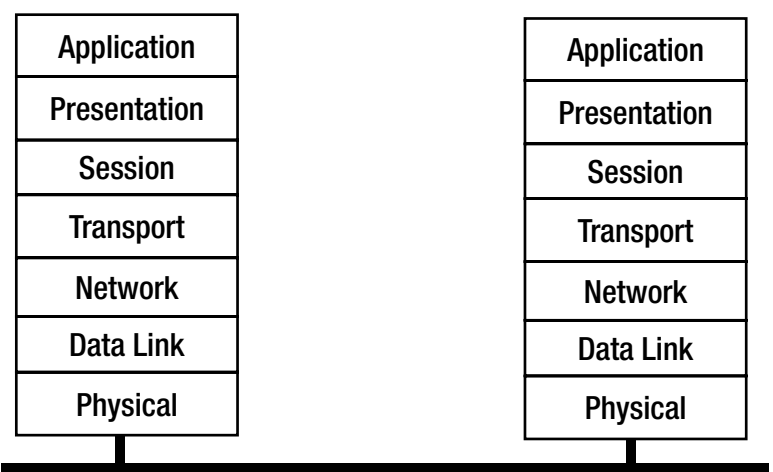 Application
Presentation
Session
Transport
Network
Data Link
Physical
Application
Presentation
Session
Transport
Network
Data Link
Physical